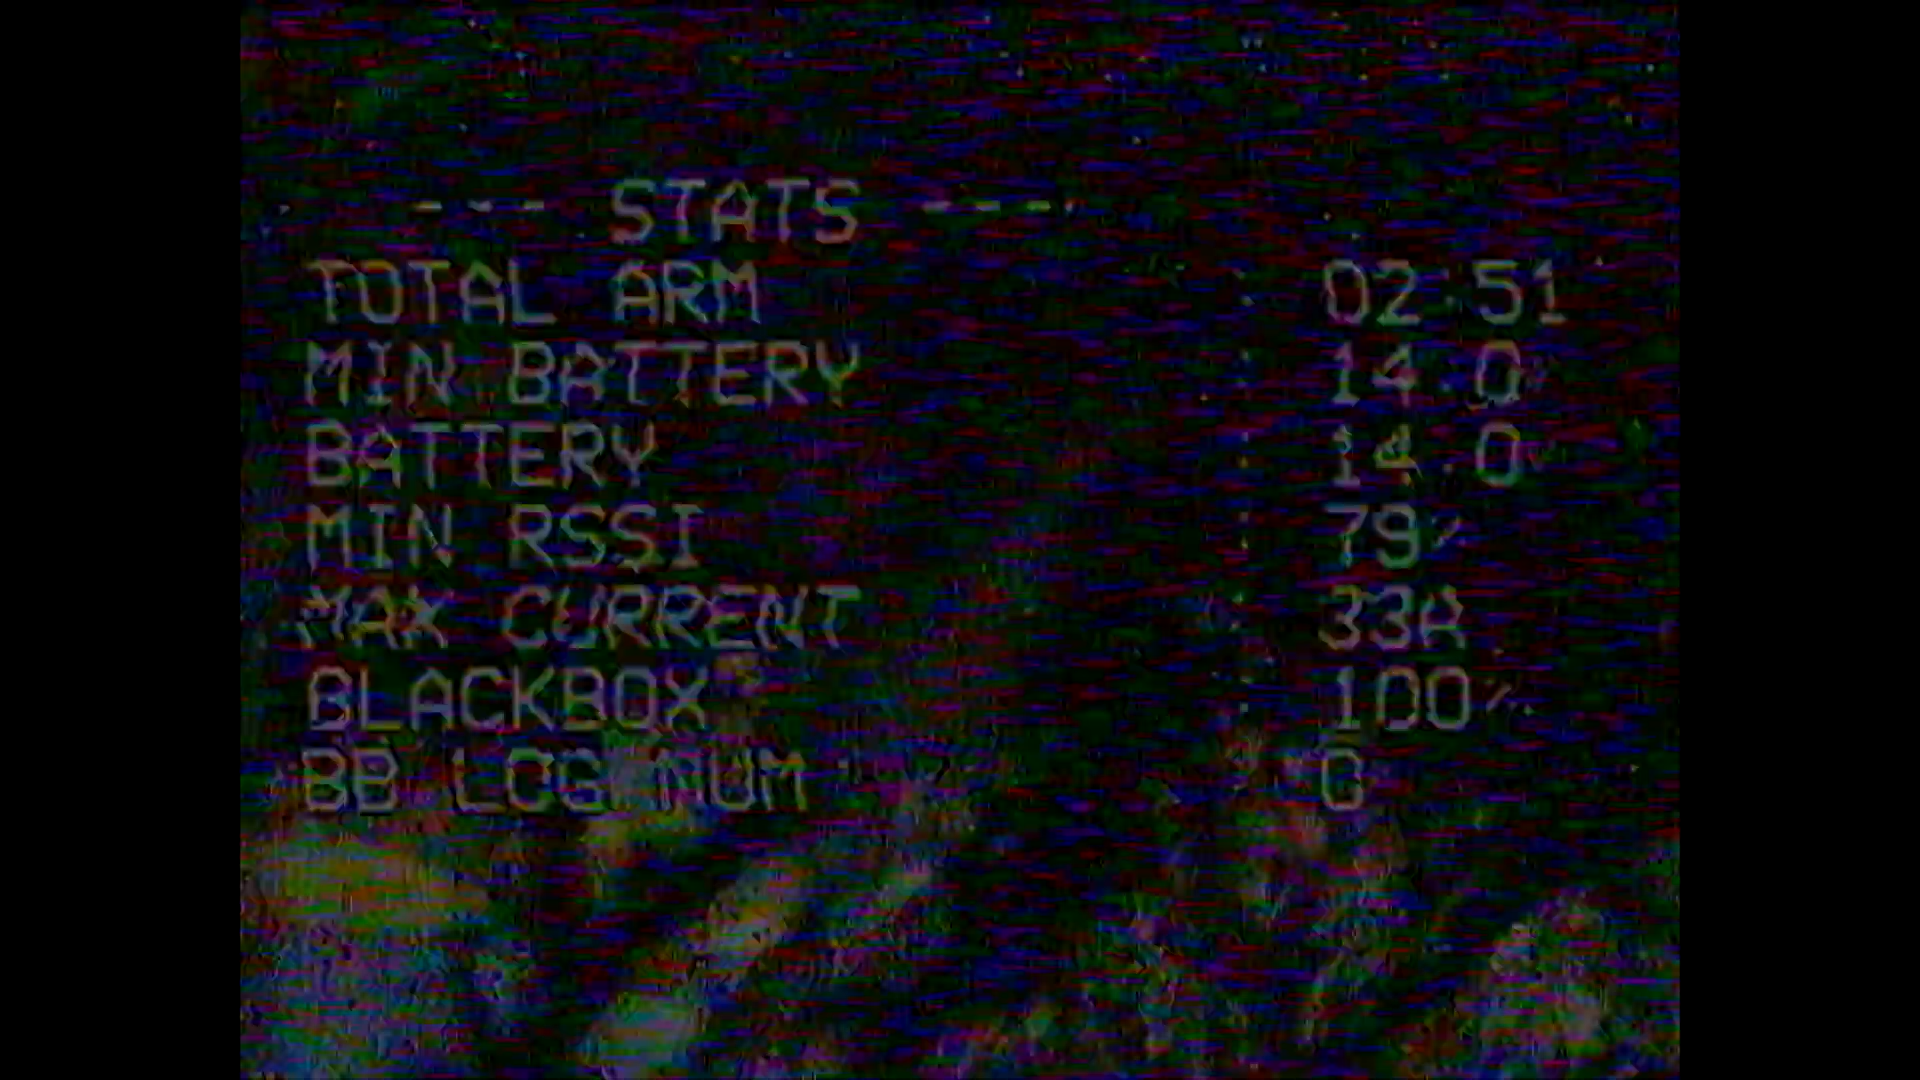 --- STATS ---
TOTAL ARM : 02:51
MIN BATTERY : 14.0V
BATTERY : 14.0V
MIN RSSI : 79%
MAX CURRENT : 33A
BLACKBOX : 100%
BB LOG NUM :